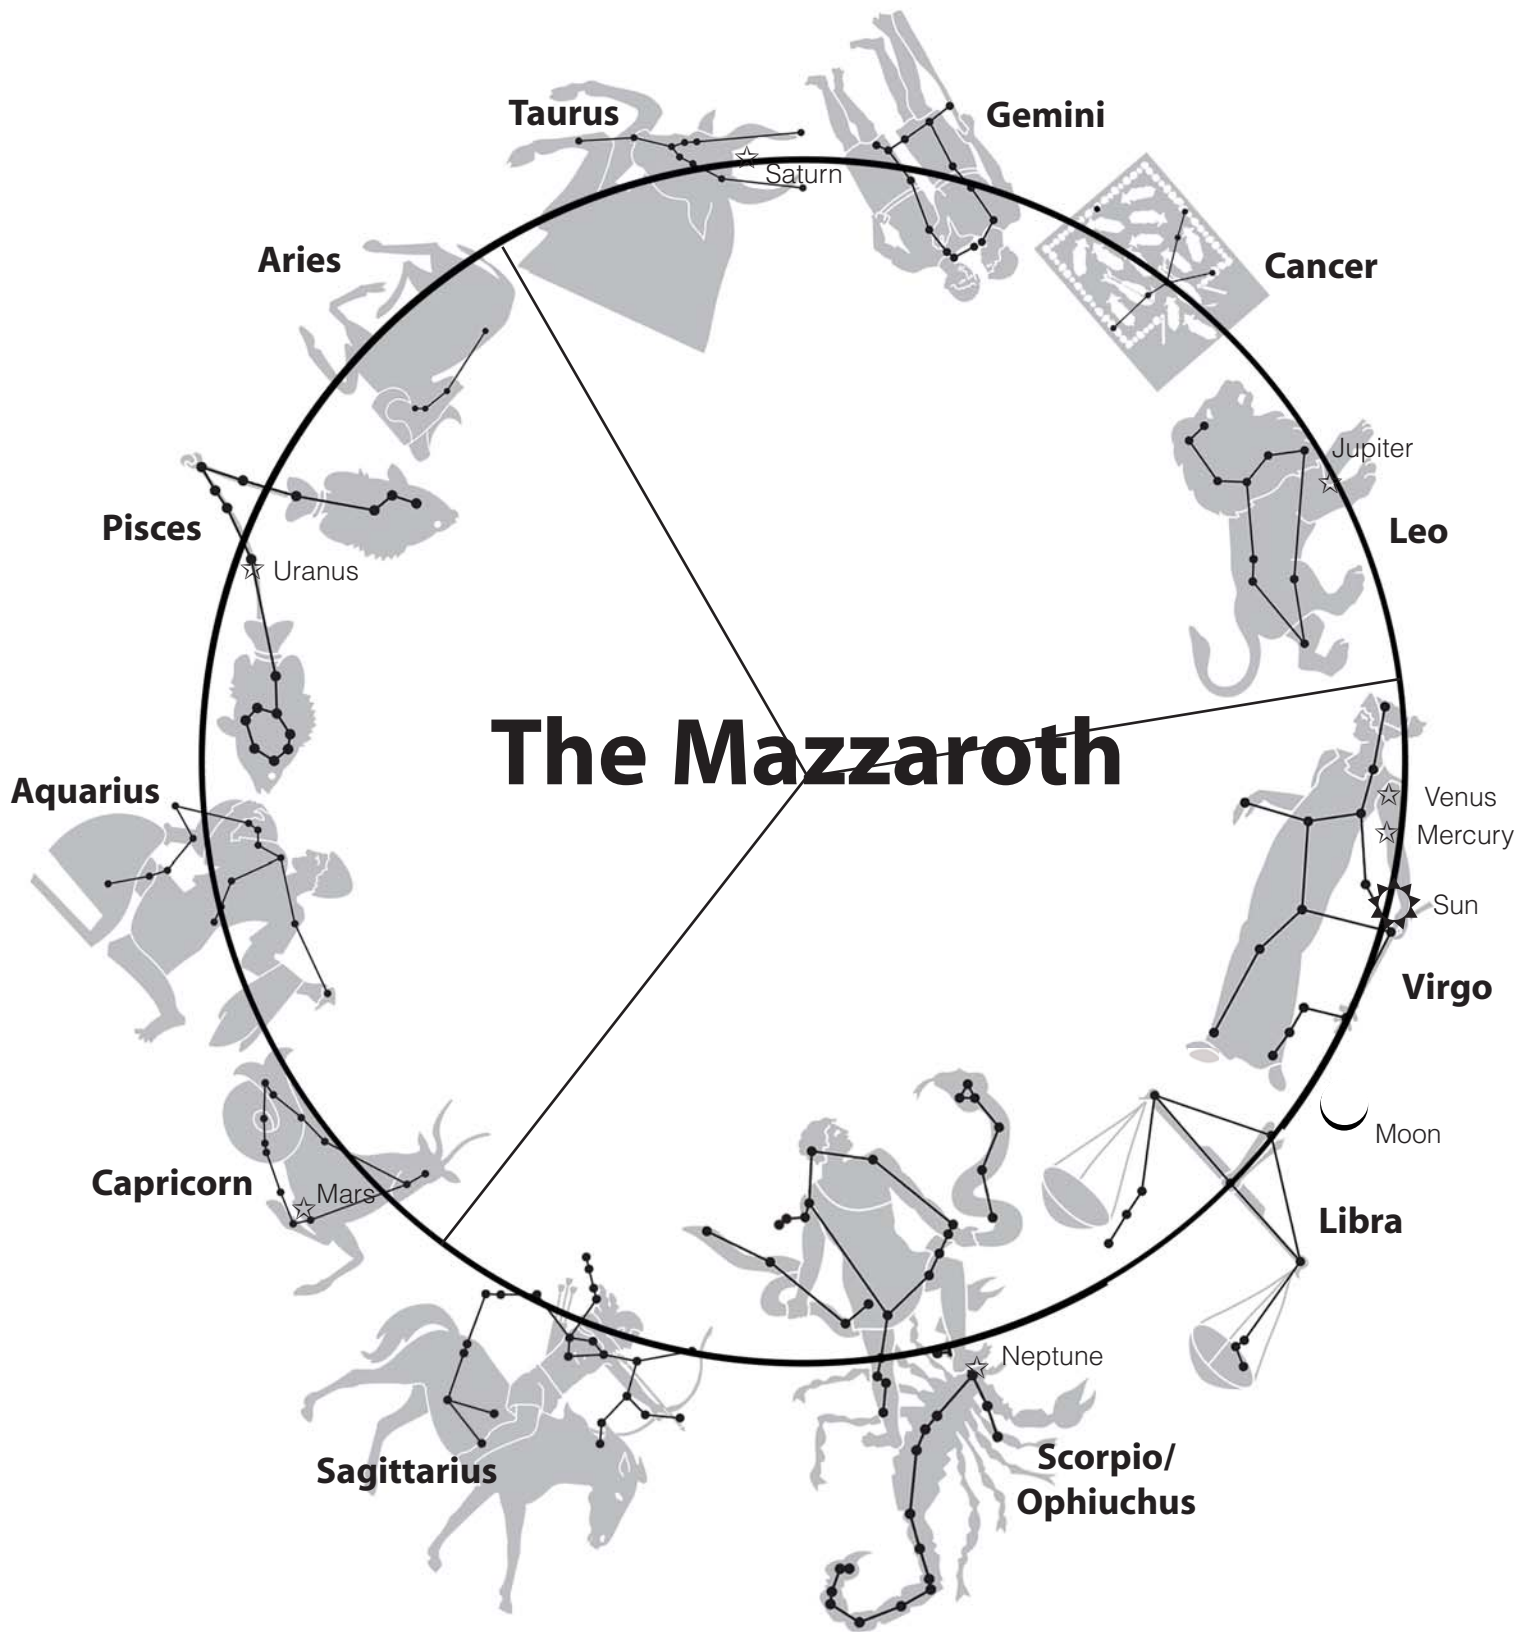 Taurus
Gemini
Saturn
Aries
Cancer
Jupiter
Pisces
Leo
Uranus
The Mazzaroth
Aquarius
Venus
Mercury
Sun
Virgo
Moon
Capricorn
Mars
Libra
Neptune
Sagittarius
Scorpio/
Ophiuchus